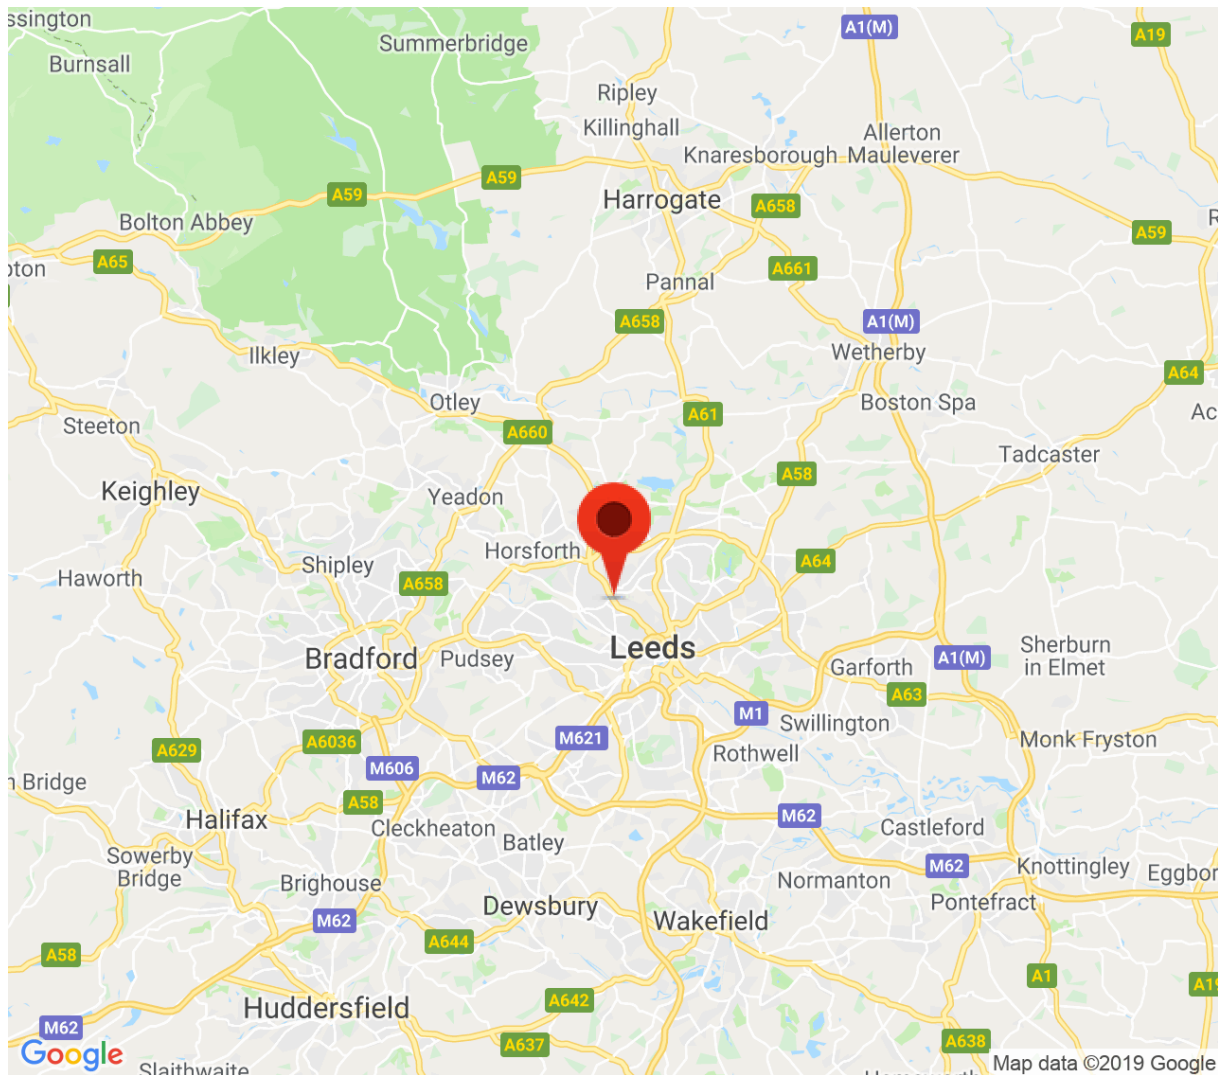 ssington
Burnsall
Summerbridge
A1(M)
A19
Ripley
Killinghall
Allerton
Mauleverer
Knaresborough
A59
A59
Harrogate
A658
Bolton Abbey
A59
A65
A661
Pannal
A658
A1(M)
Wetherby
Ilkley
A64
Otley
A61
Boston Spa
Steeton
A660
Tadcaster
A58
Keighley
Yeadon
Horsforth
Shipley
A64
Haworth
A658
Leeds
Bradford
Pudsey
Garforth
A1(M)
Sherburn
in Elmet
A63
M1
Swillington
M621
A6036
A629
Rothwell
Monk Fryston
M606
M62
n Bridge
A58
M62
Halifax
Cleckheaton
Batley
Castleford
Sowerby
Bridge
M62
Knottingley
Eggbor
Brighouse
Normanton
Pontefract
Dewsbury
Wakefield
M62
A644
A58
A1
A19
A642
Huddersfield
M62
A637
A638
Google
Slaithwaite
Map data ©2019 Google